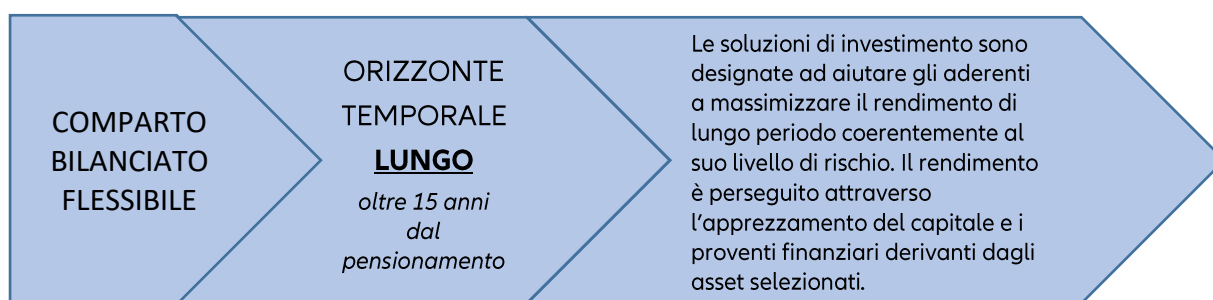 COMPARTO
BILANCIATO
FLESSIBILE
ORIZZONTE
TEMPORALE
LUNGO
oltre 15 anni
dal
pensionamento
Le soluzioni di investimento sono
designate ad aiutare gli aderenti
a massimizzare il rendimento di
lungo periodo coerentemente al
suo livello di rischio. Il rendimento
è perseguito attraverso
l'apprezzamento del capitale e i
proventi finanziari derivanti dagli
asset selezionati.